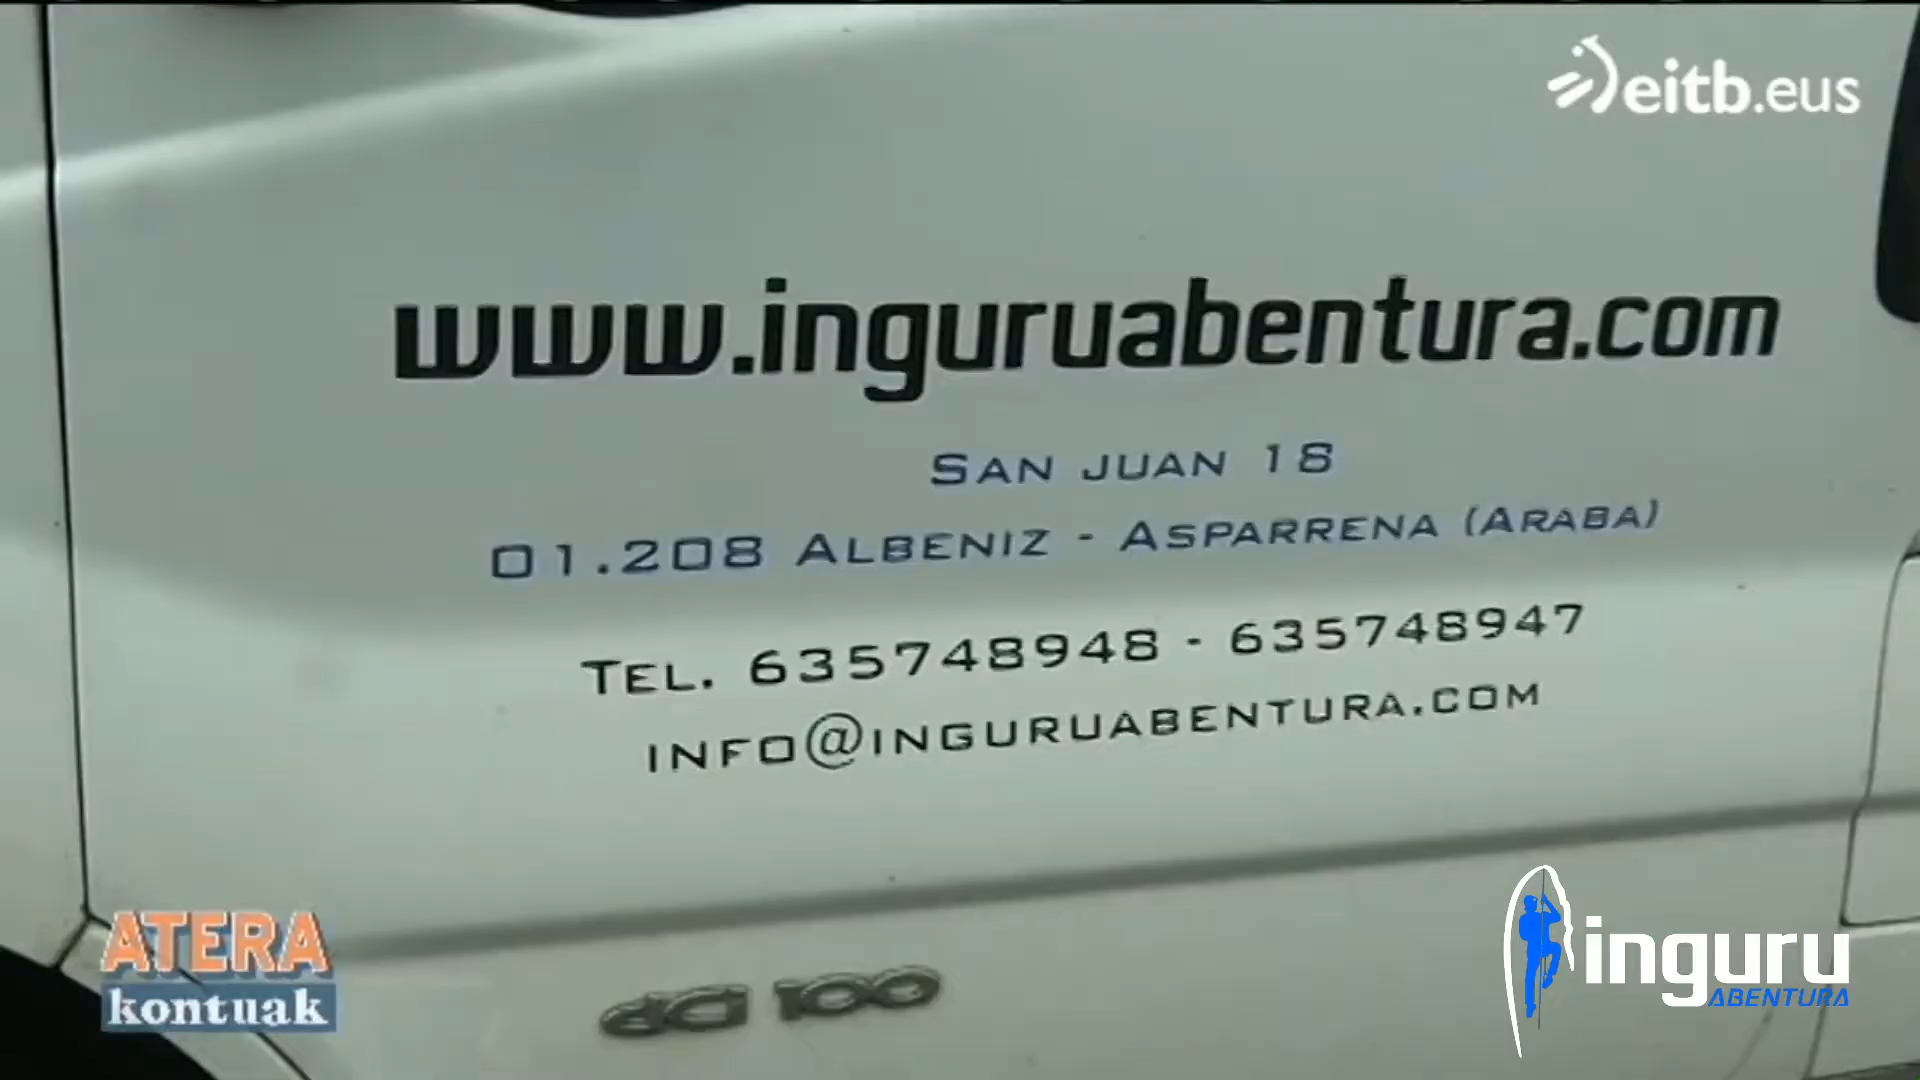 eitb.eus
www.inguruabentura.com
SAN JUAN 18
01.208 ALBENIZ - ASPARRENA (ARABA)
TEL. 635748948 - 635748947
INFO@INGURUABENTURA.COM
ATERA
kontuak
dCi 100
inguru
ABENTURA